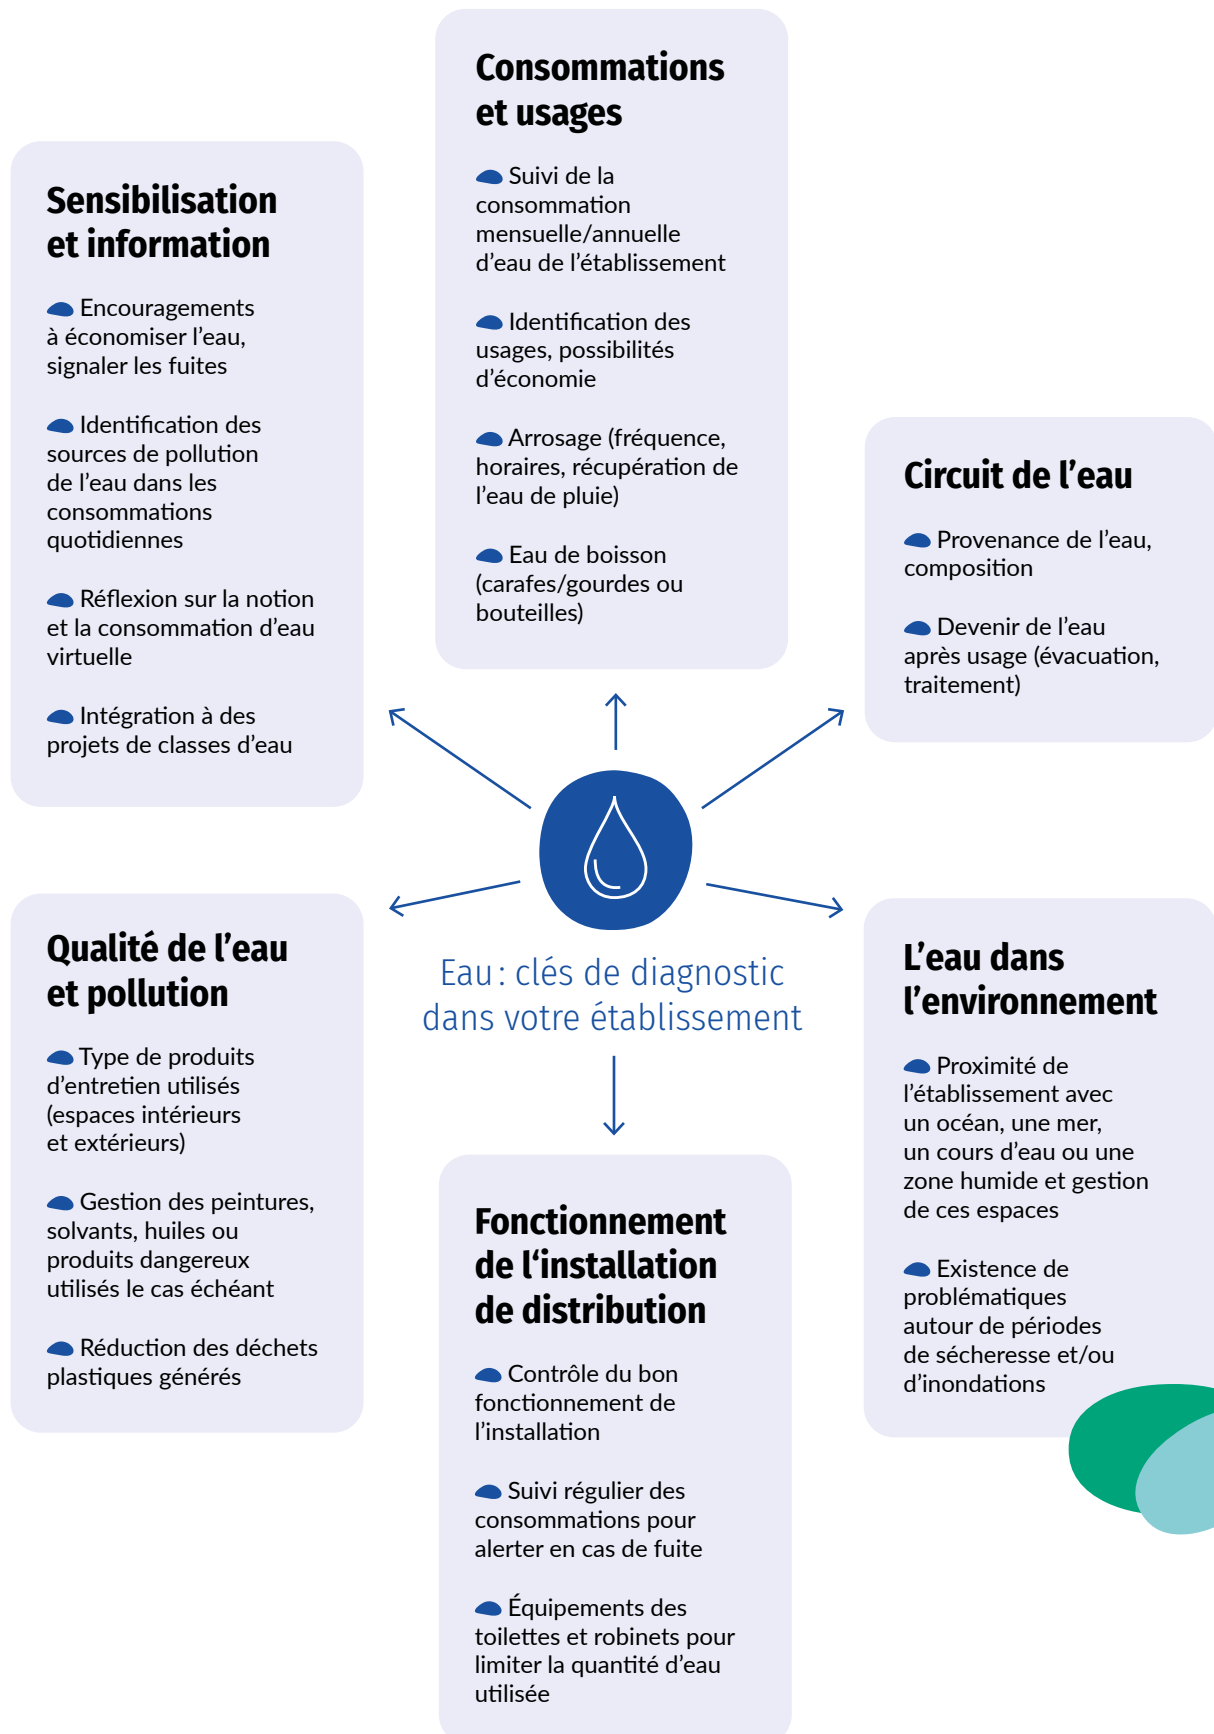 Consommations
et usages
Suivi de la
consommation
mensuelle/annuelle
d’eau de l’établissement
Identification des
usages, possibilités
d’économie
Arrosage (fréquence,
horaires, récupération de
l’eau de pluie)
Eau de boisson
(carafes/gourdes ou
bouteilles)
Sensibilisation
et information
Encouragements
à économiser l’eau,
signaler les fuites
Identification des
sources de pollution
de l’eau dans les
consommations
quotidiennes
Réflexion sur la notion
et la consommation d’eau
virtuelle
Intégration à des
projets de classes d’eau
Circuit de l’eau
Provenance de l’eau,
composition
Devenir de l’eau
après usage (évacuation,
traitement)
Eau : clés de diagnostic
dans votre établissement
Qualité de l’eau
et pollution
Type de produits
d’entretien utilisés
(espaces intérieurs
et extérieurs)
Gestion des peintures,
solvants, huiles ou
produits dangereux
utilisés le cas échéant
Réduction des déchets
plastiques générés
L’eau dans
l’environnement
Proximité de
l’établissement avec
un océan, une mer,
un cours d’eau ou une
zone humide et gestion
de ces espaces
Existence de
problématiques
autour de périodes
de sécheresse et/ou
d’inondations
Fonctionnement
de l‘installation
de distribution
Contrôle du bon
fonctionnement de
l’installation
Suivi régulier des
consommations pour
alerter en cas de fuite
Équipements des
toilettes et robinets pour
limiter la quantité d’eau
utilisée